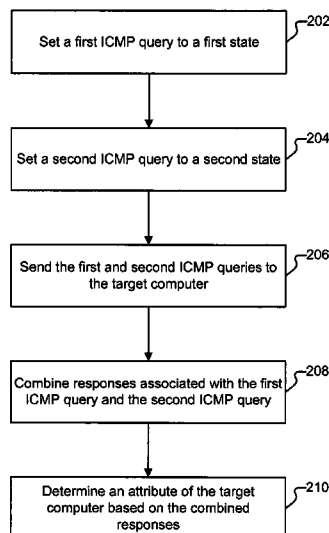 Set a first ICMP query to a first state
202
Set a second ICMP query to a second state
204
Send the first and second ICMP queries to
the target computer
206
Combine responses associated with the first
ICMP query and the second ICMP query
208
Determine an attribute of the target
computer based on the combined
responses
210